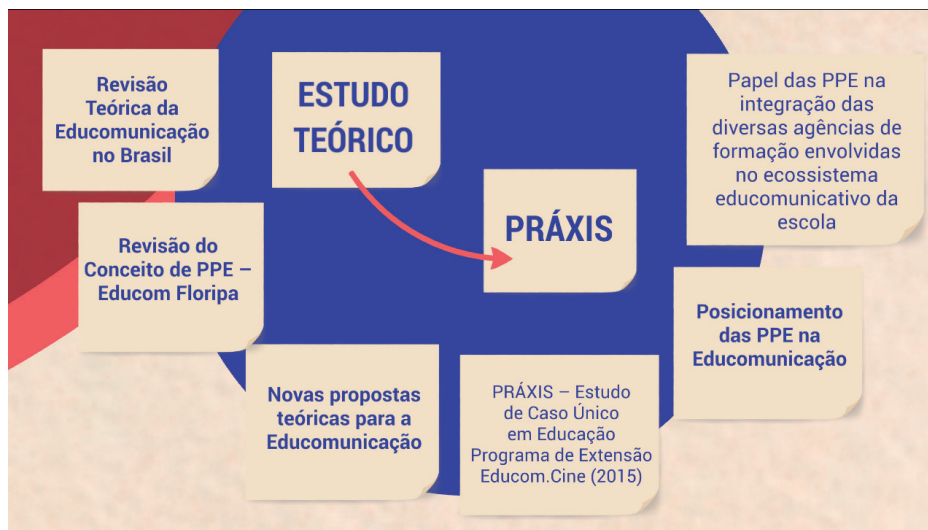 Revisão
Teórica da
Educomunicação
no Brasil
ESTUDO
TEÓRICO
Papel das PPE na
integração das
diversas agências de
formação envolvidas
no ecossistema
educomunicativo da
escola
PRÁXIS
Revisão do
Conceito de PPE –
Educom Floripa
Posicionamento
das PPE na
Educomunicação
Novas propostas
teóricas para a
Educomunicação
PRÁXIS – Estudo
de Caso Único
em Educação
Programa de Extensão
Educom.Cine (2015)